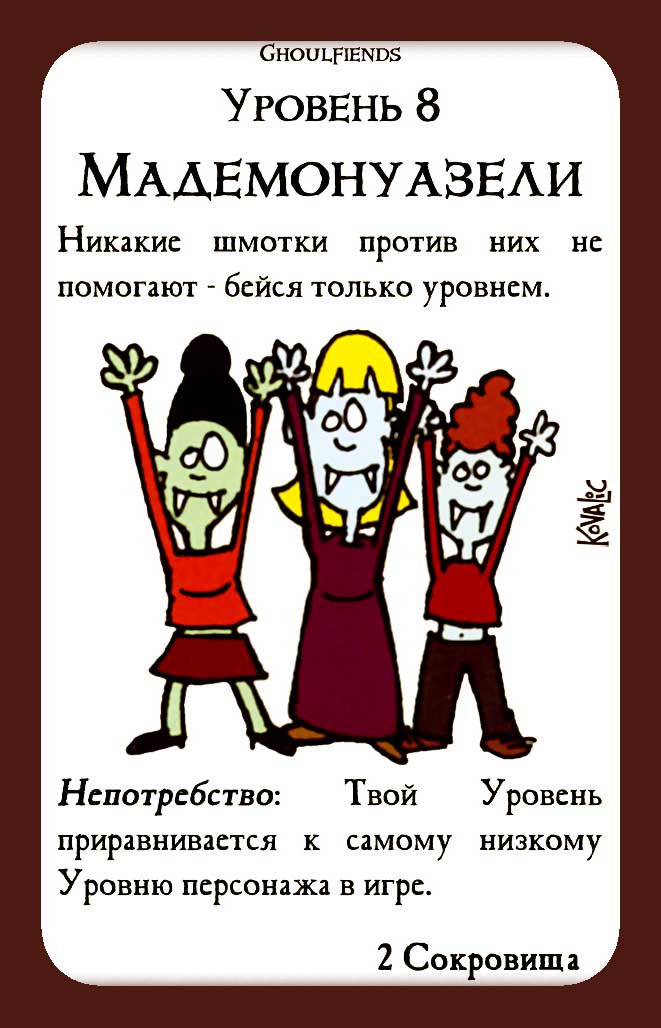 Ghoulfiends
Уровень 8
Мадемонуазели
Никакие шмотки против них не
помогают - бейся только уровнем.
Kovalic
Непотребство: Твой Уровень
приравнивается к самому низкому
Уровню персонажа в игре.
2 Сокровища